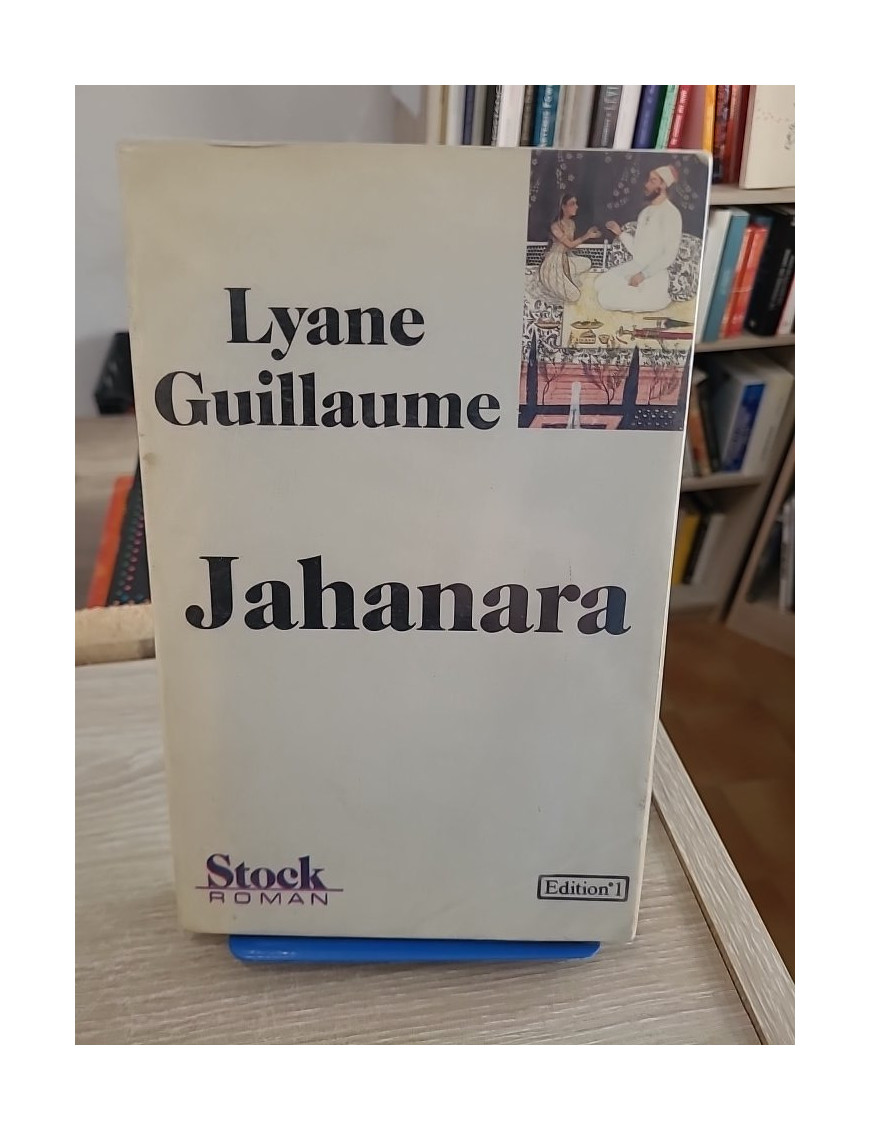 Lyane
Guillaume
Jahanara
Stock
ROMAN
Edition°1